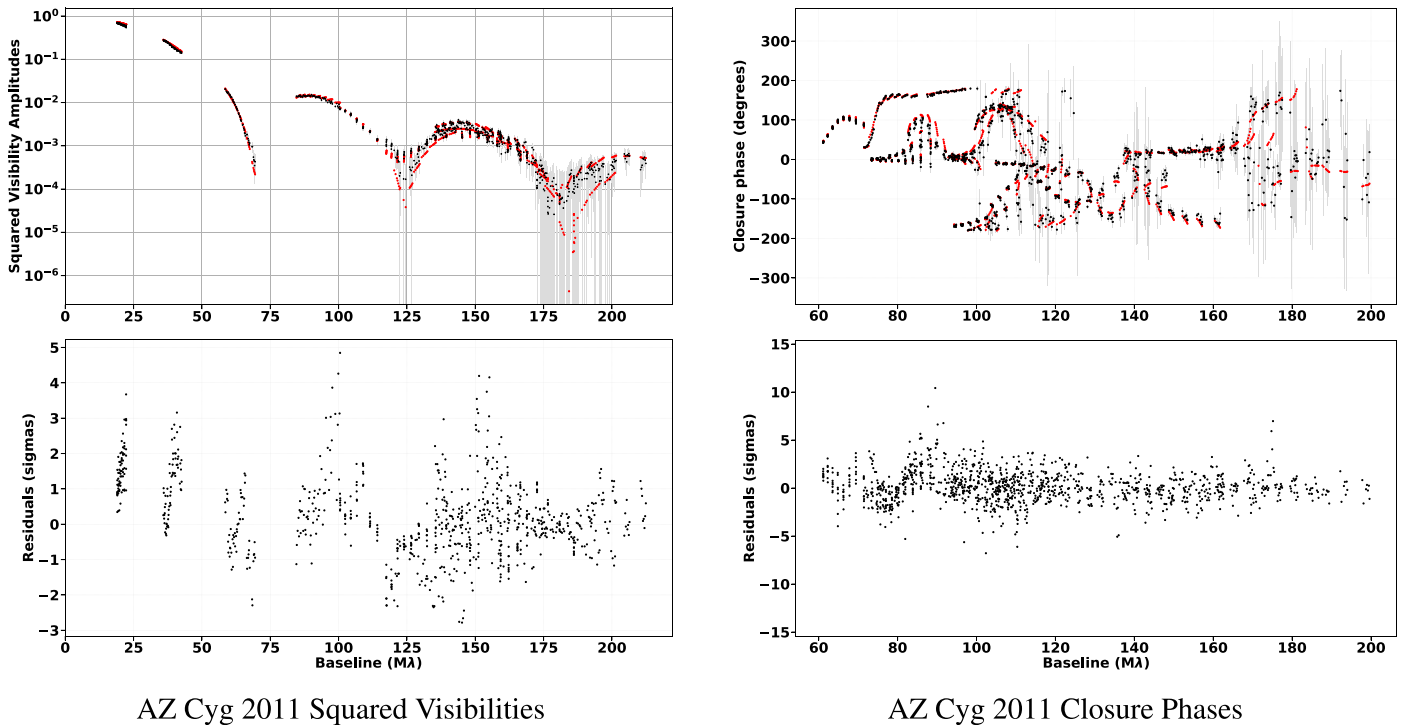 Squared Visibility Amplitudes
10⁰
10⁻¹
10⁻²
10⁻³
10⁻⁴
10⁻⁵
10⁻⁶
0 25 50 75 100 125 150 175 200
Closure phase (degrees)
300
200
100
0
−100
−200
−300
60 80 100 120 140 160 180 200
Residuals (sigmas)
5
4
3
2
1
0
−1
−2
−3
0 25 50 75 100 125 150 175 200
Baseline (Mλ)
Residuals (sigmas)
15
10
5
0
−5
−10
−15
60 80 100 120 140 160 180 200
Baseline (Mλ)
AZ Cyg 2011 Squared Visibilities
AZ Cyg 2011 Closure Phases